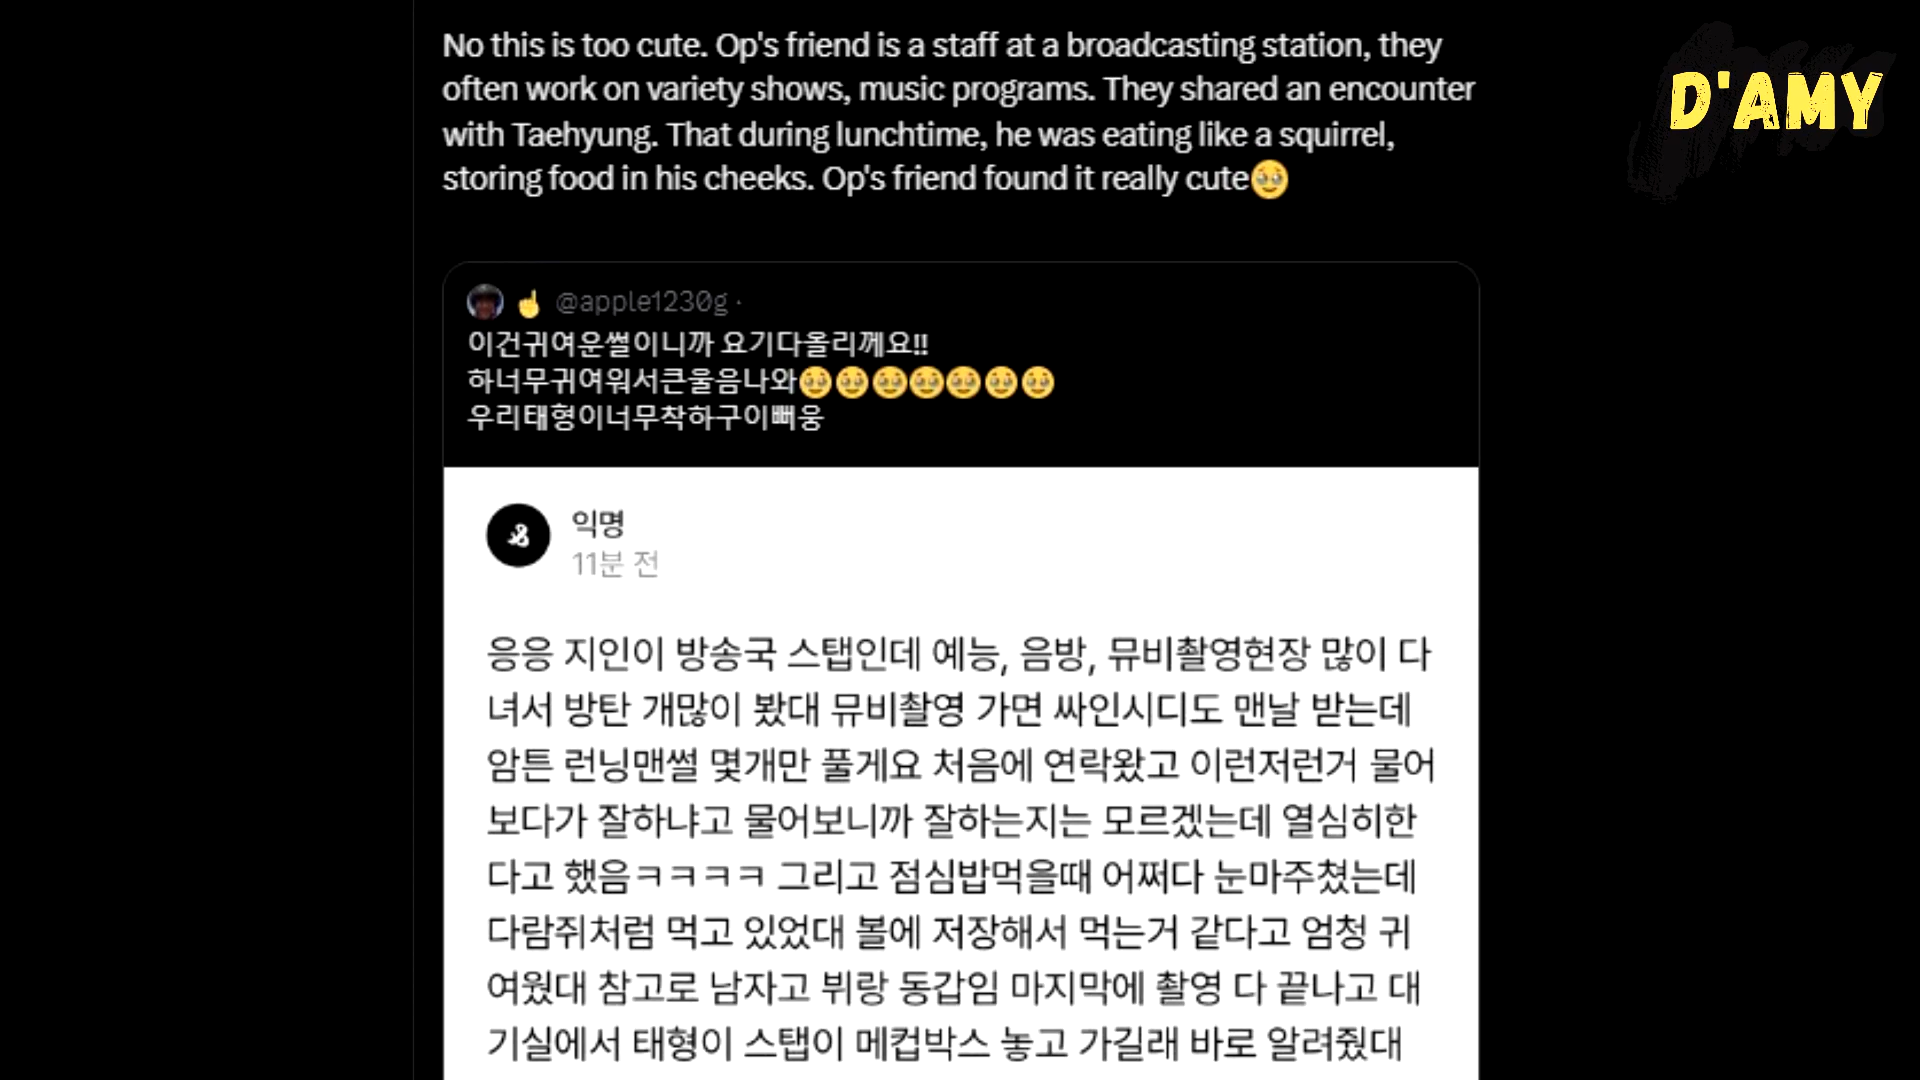 No this is too cute. Op's friend is a staff at a broadcasting station, they
often work on variety shows, music programs. They shared an encounter
with Taehyung. That during lunchtime, he was eating like a squirrel,
storing food in his cheeks. Op's friend found it really cute🥹
D'AMY
☝ @apple1230g ·
이건귀여운썰이니까 요기다올리께요!!
하너무귀여워서큰울음나와🥹🥹🥹🥹🥹🥹🥹
우리태형이너무착하구이뻐웅
익명
11분 전
응응 지인이 방송국 스탭인데 예능, 음방, 뮤비촬영현장 많이 다
녀서 방탄 개많이 봤대 뮤비촬영 가면 싸인시디도 맨날 받는데
암튼 런닝맨썰 몇개만 풀게요 처음에 연락왔고 이런저런거 물어
보다가 잘하냐고 물어보니까 잘하는지는 모르겠는데 열심히한
다고 했음ㅋㅋㅋㅋ 그리고 점심밥먹을때 어쩌다 눈마주쳤는데
다람쥐처럼 먹고 있었대 볼에 저장해서 먹는거 같다고 엄청 귀
여웠대 참고로 남자고 뷔랑 동갑임 마지막에 촬영 다 끝나고 대
기실에서 태형이 스탭이 메컵박스 놓고 가길래 바로 알려줬대